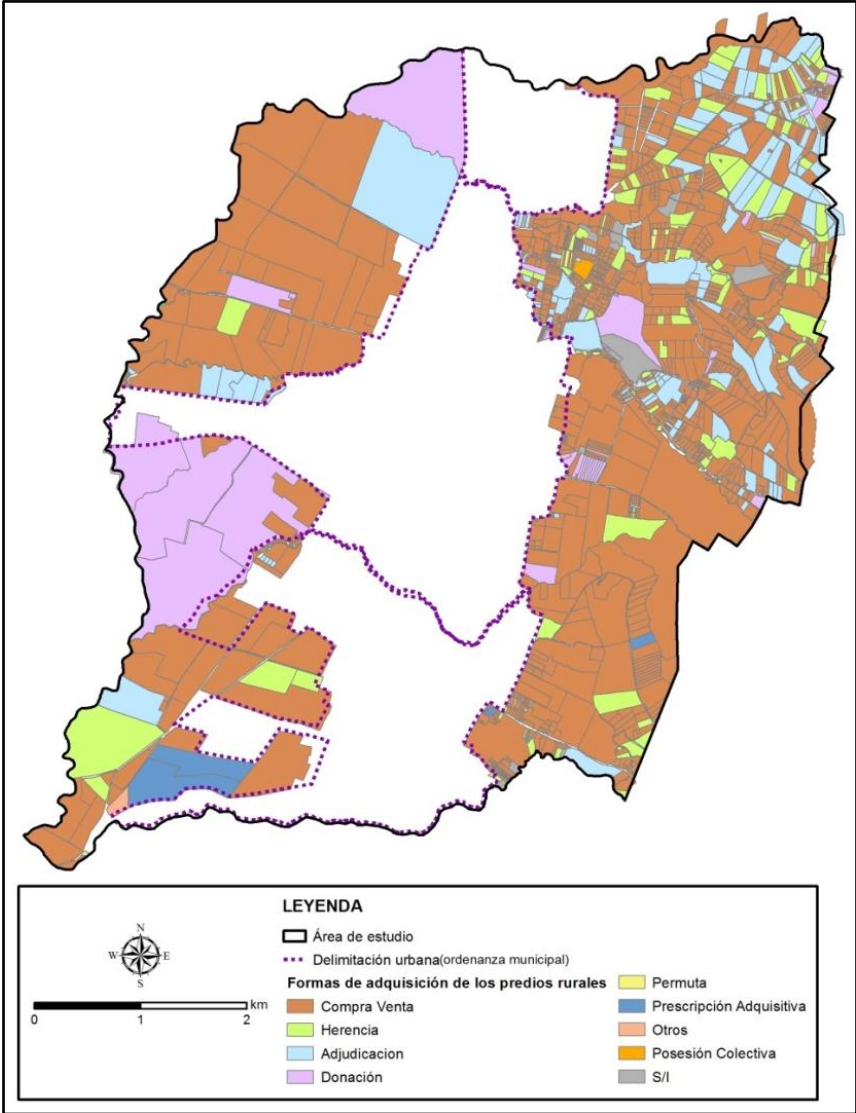 LEYENDA
N
W E
S
Área de estudio
Delimitación urbana(ordenanza municipal)
Formas de adquisición de los predios rurales
km
0 1 2
Compra Venta
Herencia
Adjudicacion
Donación
Permuta
Prescripción Adquisitiva
Otros
Posesión Colectiva
S/I